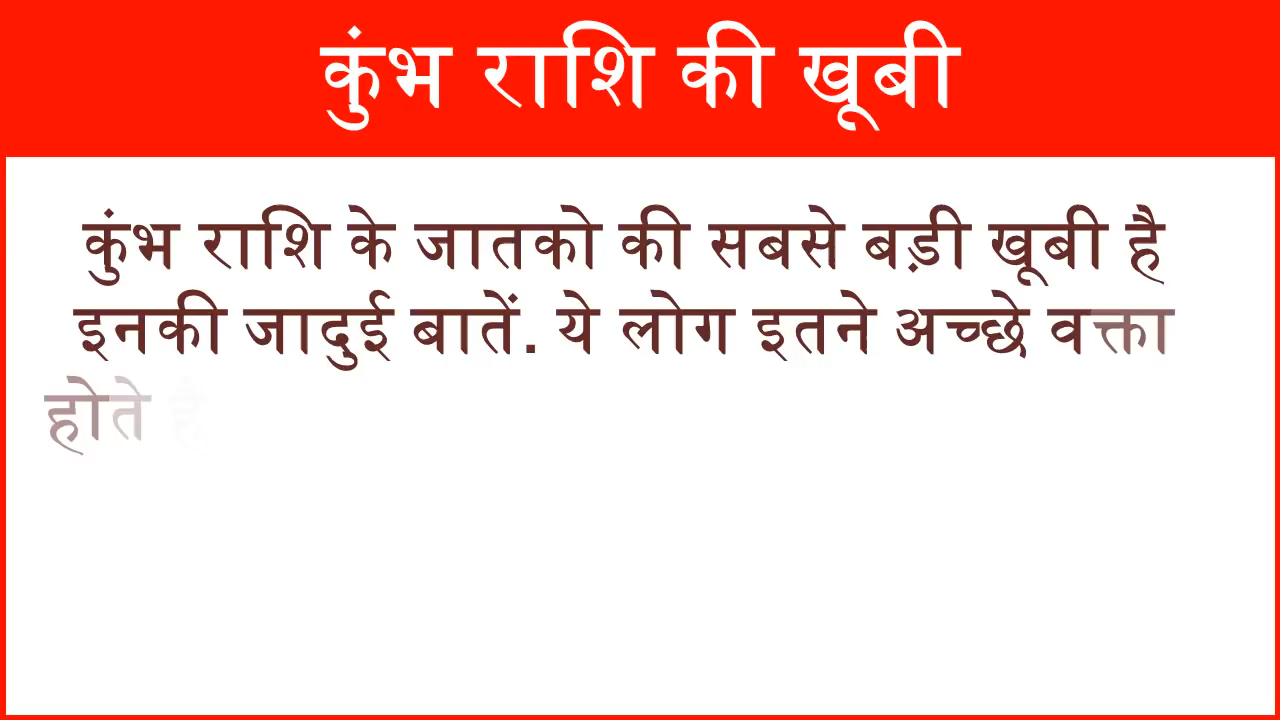 कुंभ राशि की खूबी
कुंभ राशि के जातको की सबसे बड़ी खूबी है
इनकी जादुई बातें. ये लोग इतने अच्छे वक्ता
होते